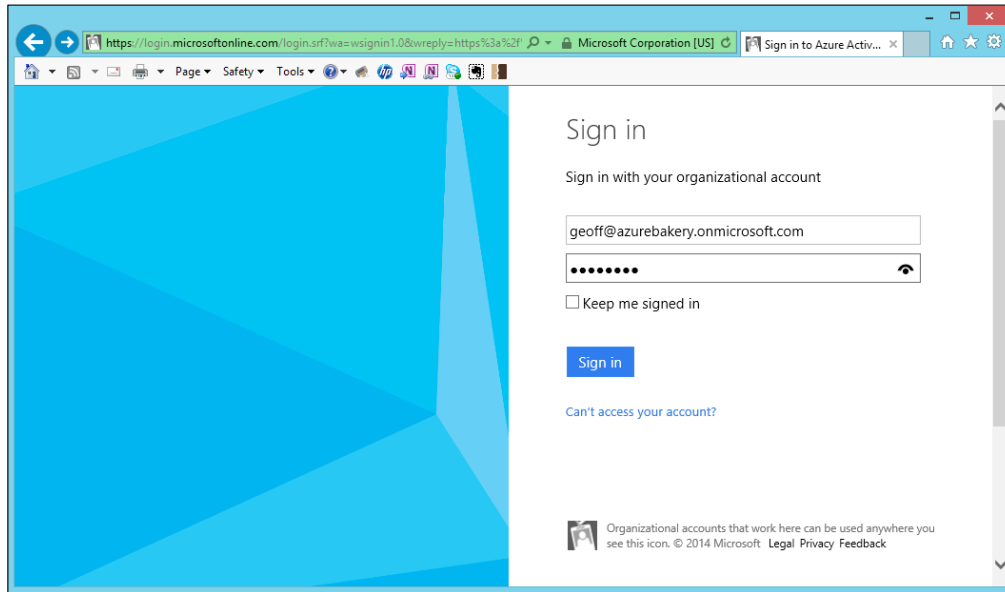 https://login.microsoftonline.com/login.srf?wa=wsignin1.0&wreply=https%3a%2f Microsoft Corporation [US] Sign in to Azure Activ...
Page Safety Tools
Sign in
Sign in with your organizational account
geoff@azurebakery.onmicrosoft.com
Keep me signed in
Sign in
Can't access your account?
Organizational accounts that work here can be used anywhere you
see this icon. © 2014 Microsoft Legal Privacy Feedback